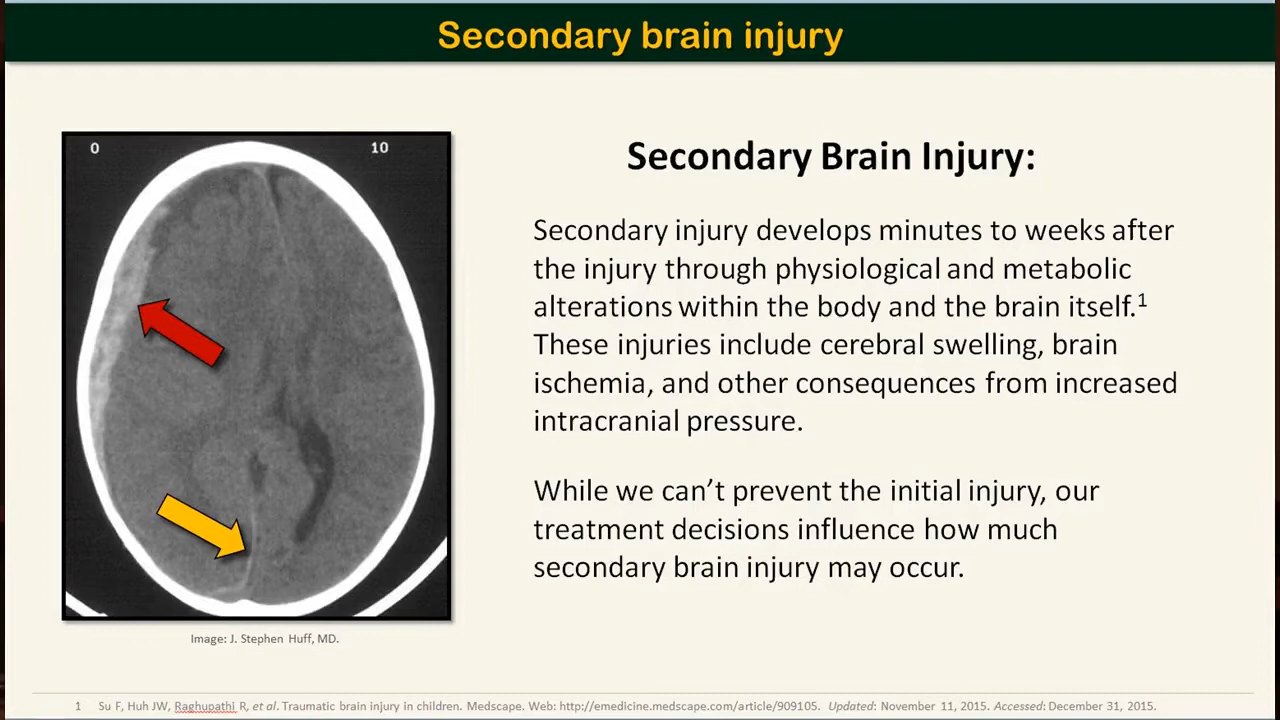 Secondary brain injury
0
10
Secondary Brain Injury:
Secondary injury develops minutes to weeks after
the injury through physiological and metabolic
alterations within the body and the brain itself.1
These injuries include cerebral swelling, brain
ischemia, and other consequences from increased
intracranial pressure.
While we can’t prevent the initial injury, our
treatment decisions influence how much
secondary brain injury may occur.
Image: J. Stephen Huff, MD.
1 Su F, Huh JW, Raghupathi R, et al. Traumatic brain injury in children. Medscape. Web: http://emedicine.medscape.com/article/909105. Updated: November 11, 2015. Accessed: December 31, 2015.